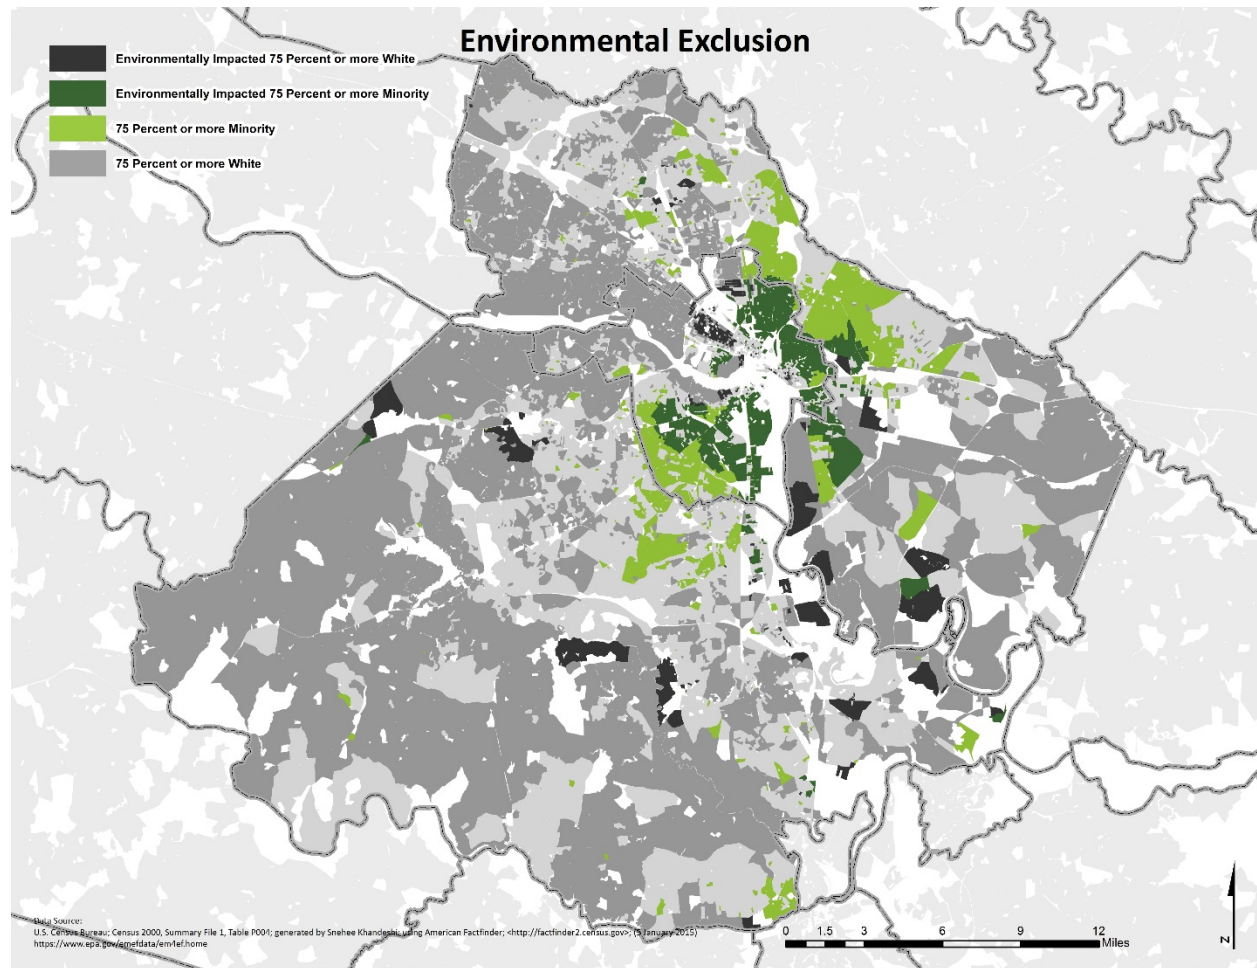 Environmental Exclusion
Environmentally Impacted 75 Percent or more White
Environmentally Impacted 75 Percent or more Minority
75 Percent or more Minority
75 Percent or more White
Data Source:
U.S. Census Bureau; Census 2000, Summary File 1, Table P004; generated by Snehee Khandeshi; using American Factfinder; <http://factfinder2.census.gov>; (5 January 2015)
https://www.epa.gov/emefdata/em4ef.home
0 1.5 3 6 9 12
Miles
N